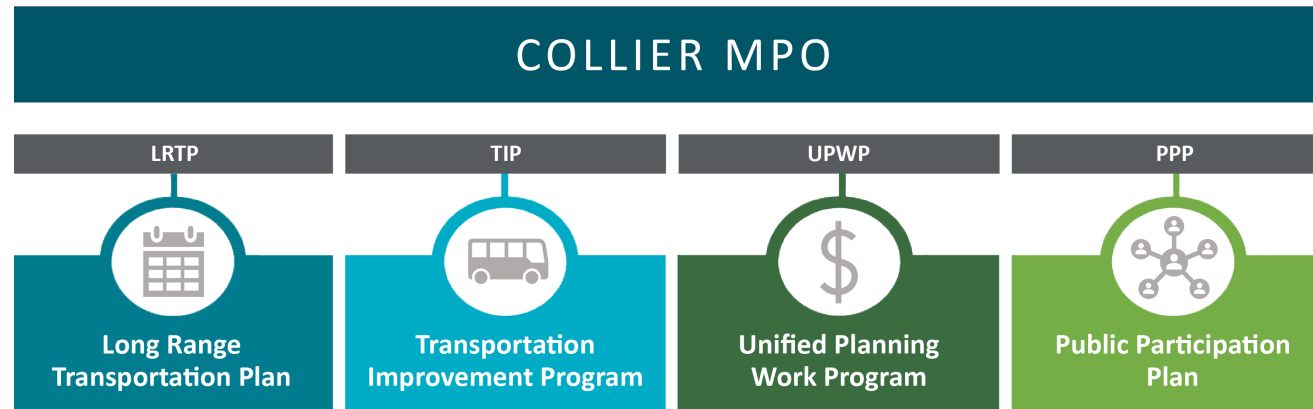 COLLIER MPO
LRTP
TIP
UPWP
PPP
Long Range
Transportation Plan
Transportation
Improvement Program
$
Unified Planning
Work Program
Public Participation
Plan